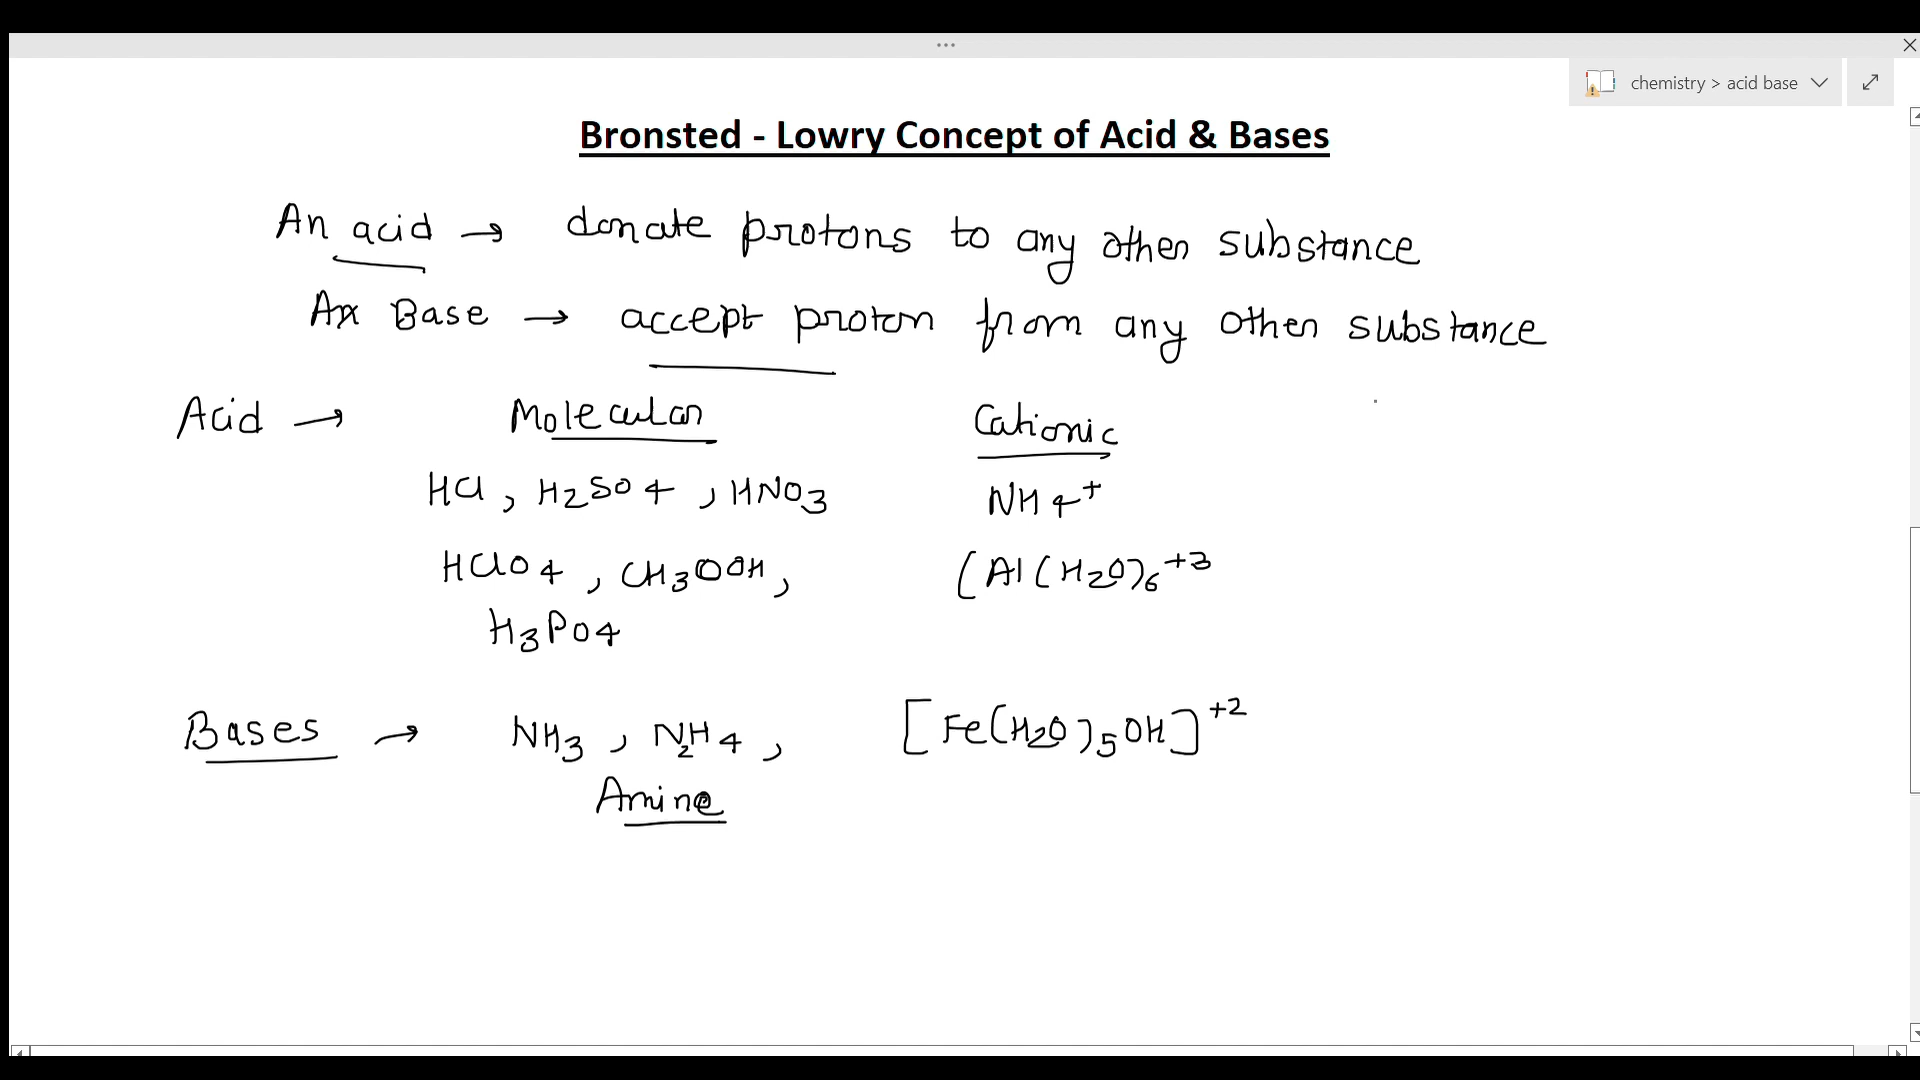 chemistry > acid base
Bronsted - Lowry Concept of Acid & Bases
An acid → donate protons to any other substance
An Base → accept proton from any other substance
Acid → Molecular Cationic
HCl, H2SO4, HNO3 NH4+
HClO4, CH3OOH, (Al(H2O)6+3
H3PO4
Bases → NH3, N2H4, [Fe(H2O)5OH]+2
Amine